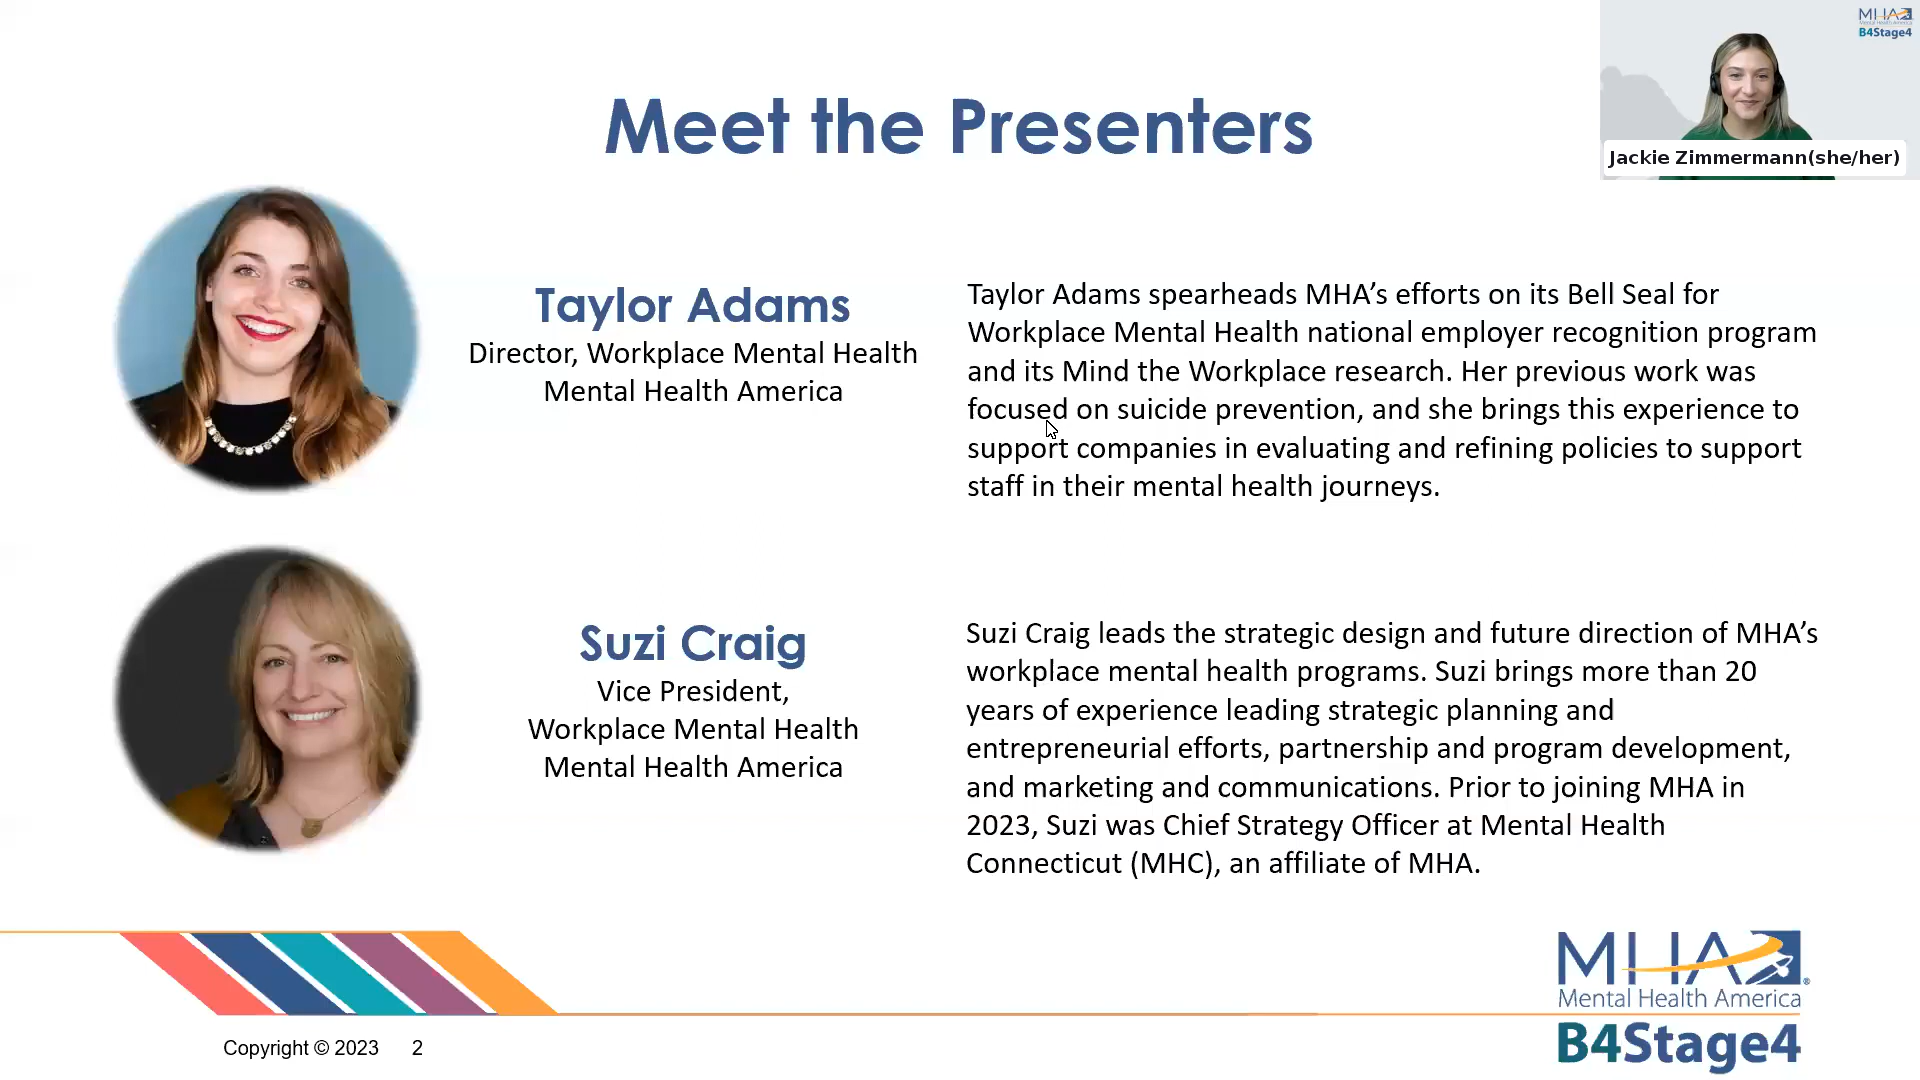 MHA
Mental Health America
B4Stage4
Jackie Zimmermann(she/her)
Meet the Presenters
Taylor Adams
Director, Workplace Mental Health
Mental Health America
Taylor Adams spearheads MHA’s efforts on its Bell Seal for
Workplace Mental Health national employer recognition program
and its Mind the Workplace research. Her previous work was
focused on suicide prevention, and she brings this experience to
support companies in evaluating and refining policies to support
staff in their mental health journeys.
Suzi Craig
Vice President,
Workplace Mental Health
Mental Health America
Suzi Craig leads the strategic design and future direction of MHA’s
workplace mental health programs. Suzi brings more than 20
years of experience leading strategic planning and
entrepreneurial efforts, partnership and program development,
and marketing and communications. Prior to joining MHA in
2023, Suzi was Chief Strategy Officer at Mental Health
Connecticut (MHC), an affiliate of MHA.
MHA®
Mental Health America
B4Stage4
Copyright © 2023 2